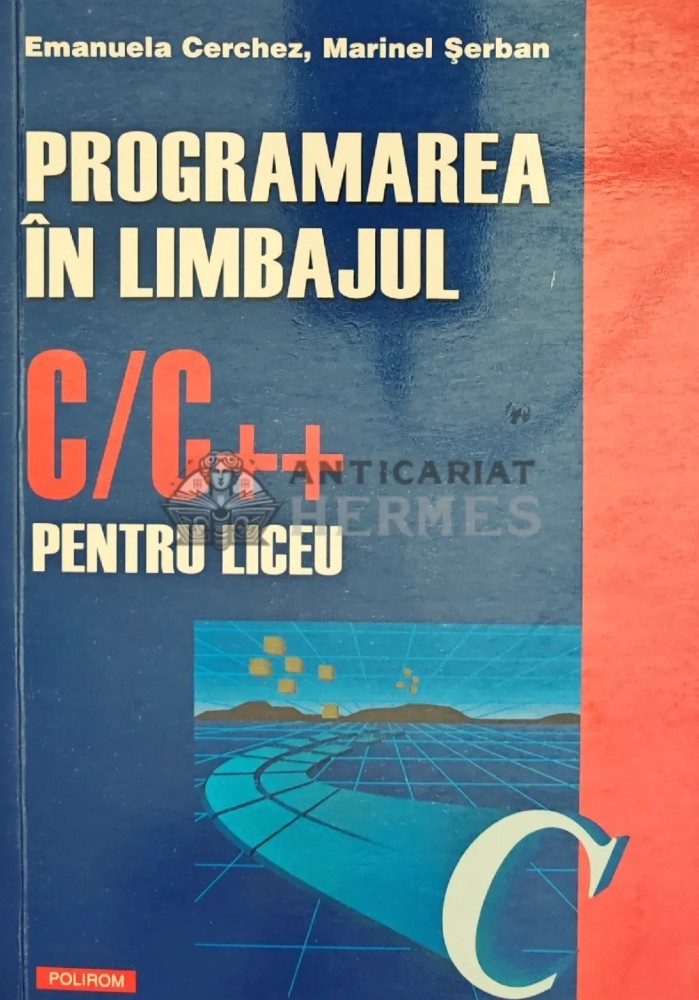 Emanuela Cerchez, Marinel Şerban
PROGRAMAREA
ÎN LIMBAJUL
C/C++
ANTICARIAT
HERMES
PENTRU LICEU
C
POLIROM